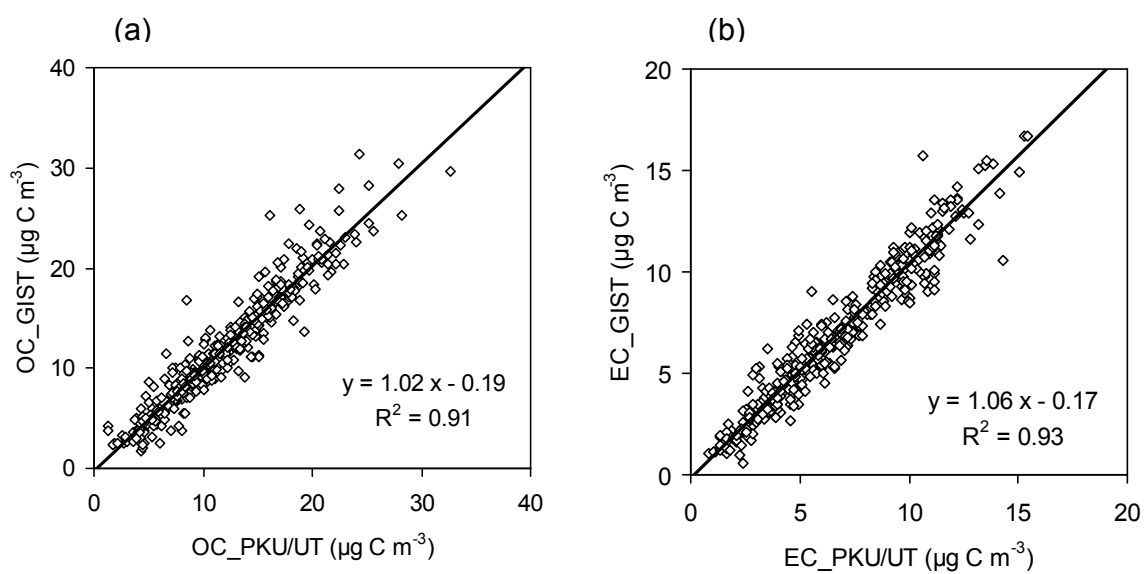 (a)
40
30
20
10
0
OC_GIST (µg C m⁻³)
y = 1.02 x - 0.19
R² = 0.91
0 10 20 30 40
OC_PKU/UT (µg C m⁻³)
(b)
20
15
10
5
0
EC_GIST (µg C m⁻³)
y = 1.06 x - 0.17
R² = 0.93
0 5 10 15 20
EC_PKU/UT (µg C m⁻³)